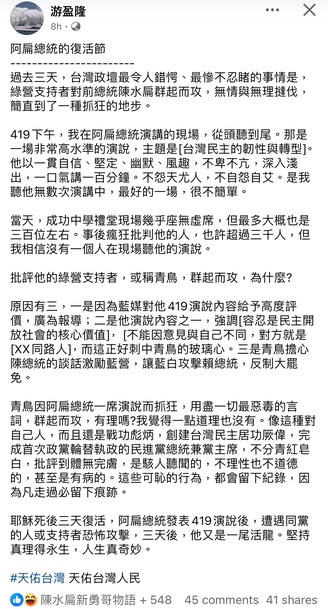 游盈隆
8h
阿扁總統的復活節
------------------------
過去三天，台灣政壇最令人錯愕、最慘不忍睹的事情是，
綠營支持者對前總統陳水扁群起而攻，無情與無理撻伐，
簡直到了一種抓狂的地步。
419下午，我在阿扁總統演講的現場，從頭聽到尾。那是
一場非常高水準的演說，主題是[台灣民主的韌性與轉型]。
他以一貫自信、堅定、幽默、風趣，不卑不亢，深入淺
出，一口氣講一百分鐘。不怨天尤人，不自怨自艾。是我
聽他無數次演講中，最好的一場，很不簡單。
當天，成功中學禮堂現場幾乎座無虛席，但最多大概也是
三百位左右。事後瘋狂批判他的人，也許超過三千人，但
我相信沒有一個人在現場聽他的演說。
批評他的綠營支持者，或稱青鳥，群起而攻，為什麼?
原因有三，一是因為藍媒對他419演說內容給予高度評
價，廣為報導；二是他演說內容之一，強調[容忍是民主開
放社會的核心價值]， [不能因意見與自己不同，對方就是
[XX同路人]，而這正好刺中青鳥的玻璃心。三是青鳥擔心
陳總統的談話激勵藍營，讓藍白攻擊賴總統，反制大罷
免。
青鳥因阿扁總統一席演說而抓狂，用盡一切最惡毒的言
詞，群起而攻，有理嗎?我覺得一點道理也沒有。像這種對
自己人，而且還是戰功彪炳，創建台灣民主居功厥偉，完
成首次政黨輪替執政的民進黨總統兼黨主席，不分青紅皂
白，批評到體無完膚，是駭人聽聞的，不理性也不道德
的，甚至是有病的。這些可恥的行為，都會留下紀錄，因
為凡走過必留下痕跡。
耶穌死後三天復活，阿扁總統發表419演說後，遭遇同黨
的人或支持者恐怖攻擊，三天後，他又是一尾活龍。堅持
真理得永生，人生真奇妙。
#天佑台灣 天佑台灣人民
陳水扁新勇哥物語 + 548
45 comments 41 shares